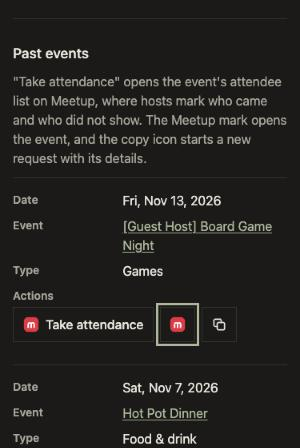 Past events
"Take attendance" opens the event's attendee
list on Meetup, where hosts mark who came
and who did not show. The Meetup mark opens
the event, and the copy icon starts a new
request with its details.
Date Fri, Nov 13, 2026
Event [Guest Host] Board Game
Night
Type Games
Actions
m Take attendance m
Date Sat, Nov 7, 2026
Event Hot Pot Dinner
Type Food & drink